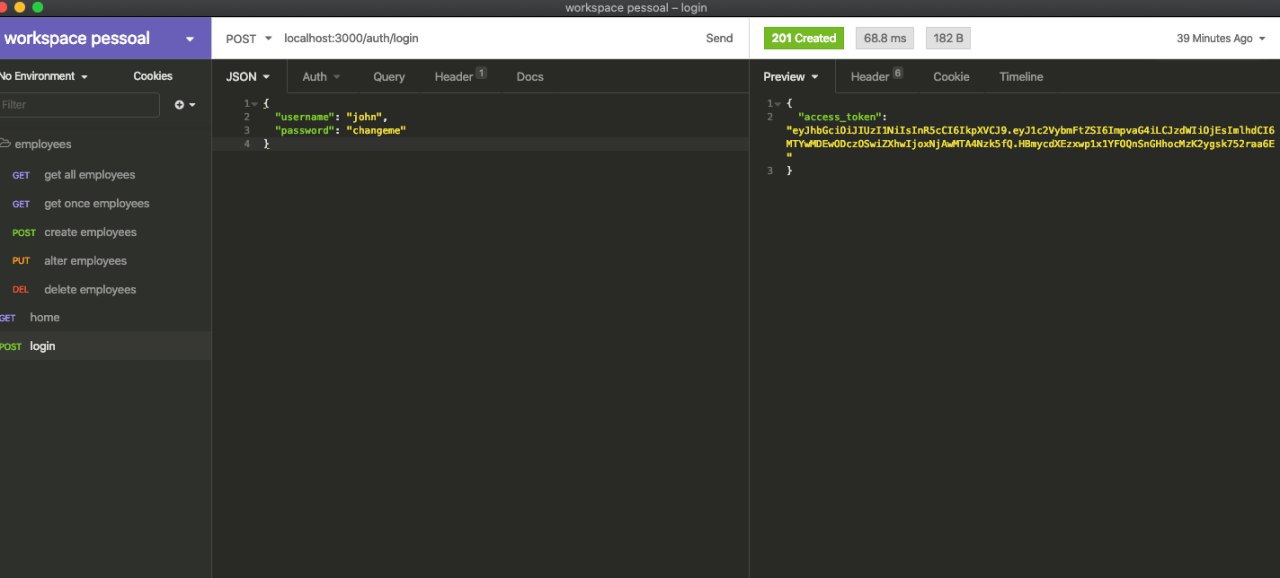 workspace pessoal – login
workspace pessoal
POST localhost:3000/auth/login Send
201 Created 68.8 ms 182 B 39 Minutes Ago
No Environment Cookies
JSON Auth Query Header 1 Docs
Preview Header 6 Cookie Timeline
Filter
employees
GET get all employees
GET get once employees
POST create employees
PUT alter employees
DEL delete employees
GET home
POST login
1 {
2 "username": "john",
3 "password": "changeme"
4 }
1 {
2 "access_token":
"eyJhbGciOiJIUzI1NiIsInR5cCI6IkpXVCJ9.eyJ1c2VybmFtZSI6ImpvaG4iLCJzdWIiOjEsImlhdCI6
MTYwMDEwODczOSwiZXhwIjoxNjAwMTA4Nzk5fQ.HBmycdXEzxwp1x1YFOQnSnGHhocMzK2ygsk752raa6E
"
3 }